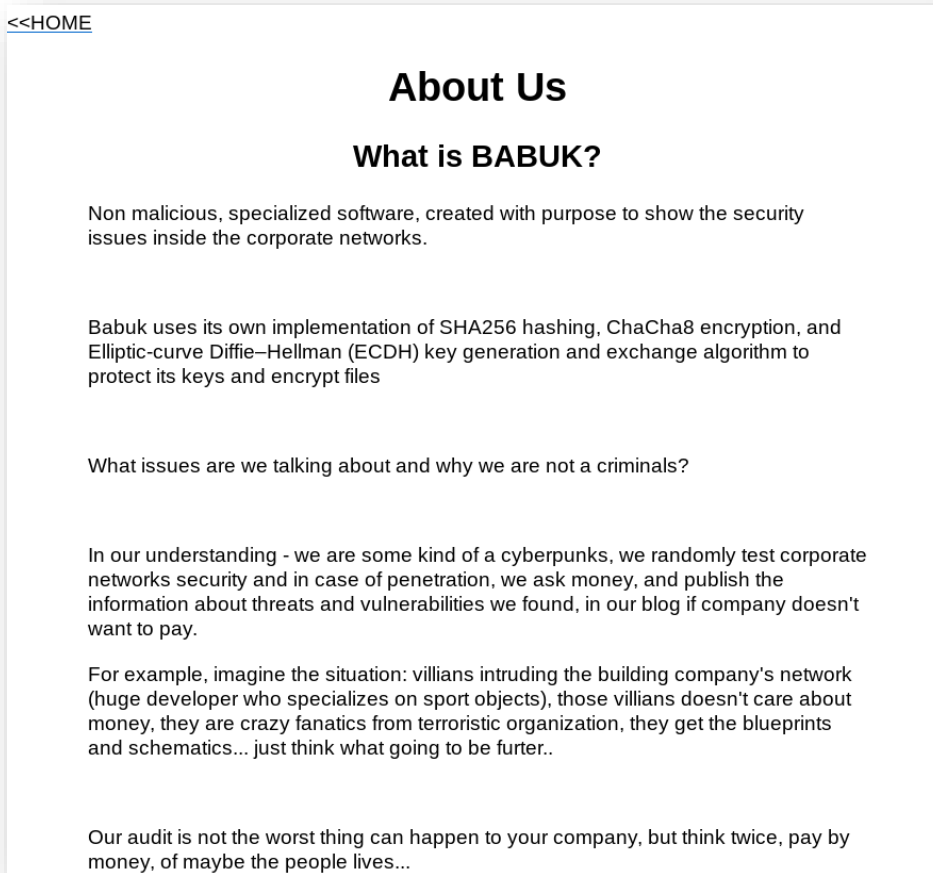 <<HOME
About Us
What is BABUK?
Non malicious, specialized software, created with purpose to show the security
issues inside the corporate networks.
Babuk uses its own implementation of SHA256 hashing, ChaCha8 encryption, and
Elliptic-curve Diffie–Hellman (ECDH) key generation and exchange algorithm to
protect its keys and encrypt files
What issues are we talking about and why we are not a criminals?
In our understanding - we are some kind of a cyberpunks, we randomly test corporate
networks security and in case of penetration, we ask money, and publish the
information about threats and vulnerabilities we found, in our blog if company doesn't
want to pay.
For example, imagine the situation: villians intruding the building company's network
(huge developer who specializes on sport objects), those villians doesn't care about
money, they are crazy fanatics from terroristic organization, they get the blueprints
and schematics... just think what going to be furter..
Our audit is not the worst thing can happen to your company, but think twice, pay by
money, of maybe the people lives...